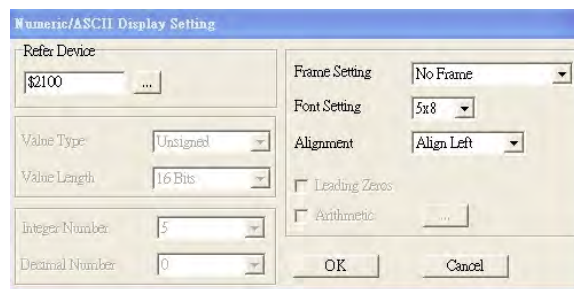 Numeric/ASCII Display Setting
Refer Device
$2100
...
Value Type
Unsigned
Value Length
16 Bits
Integer Number
5
Decimal Number
0
Frame Setting
No Frame
Font Setting
5x8
Alignment
Align Left
Leading Zeros
Arithmetic
...
OK
Cancel